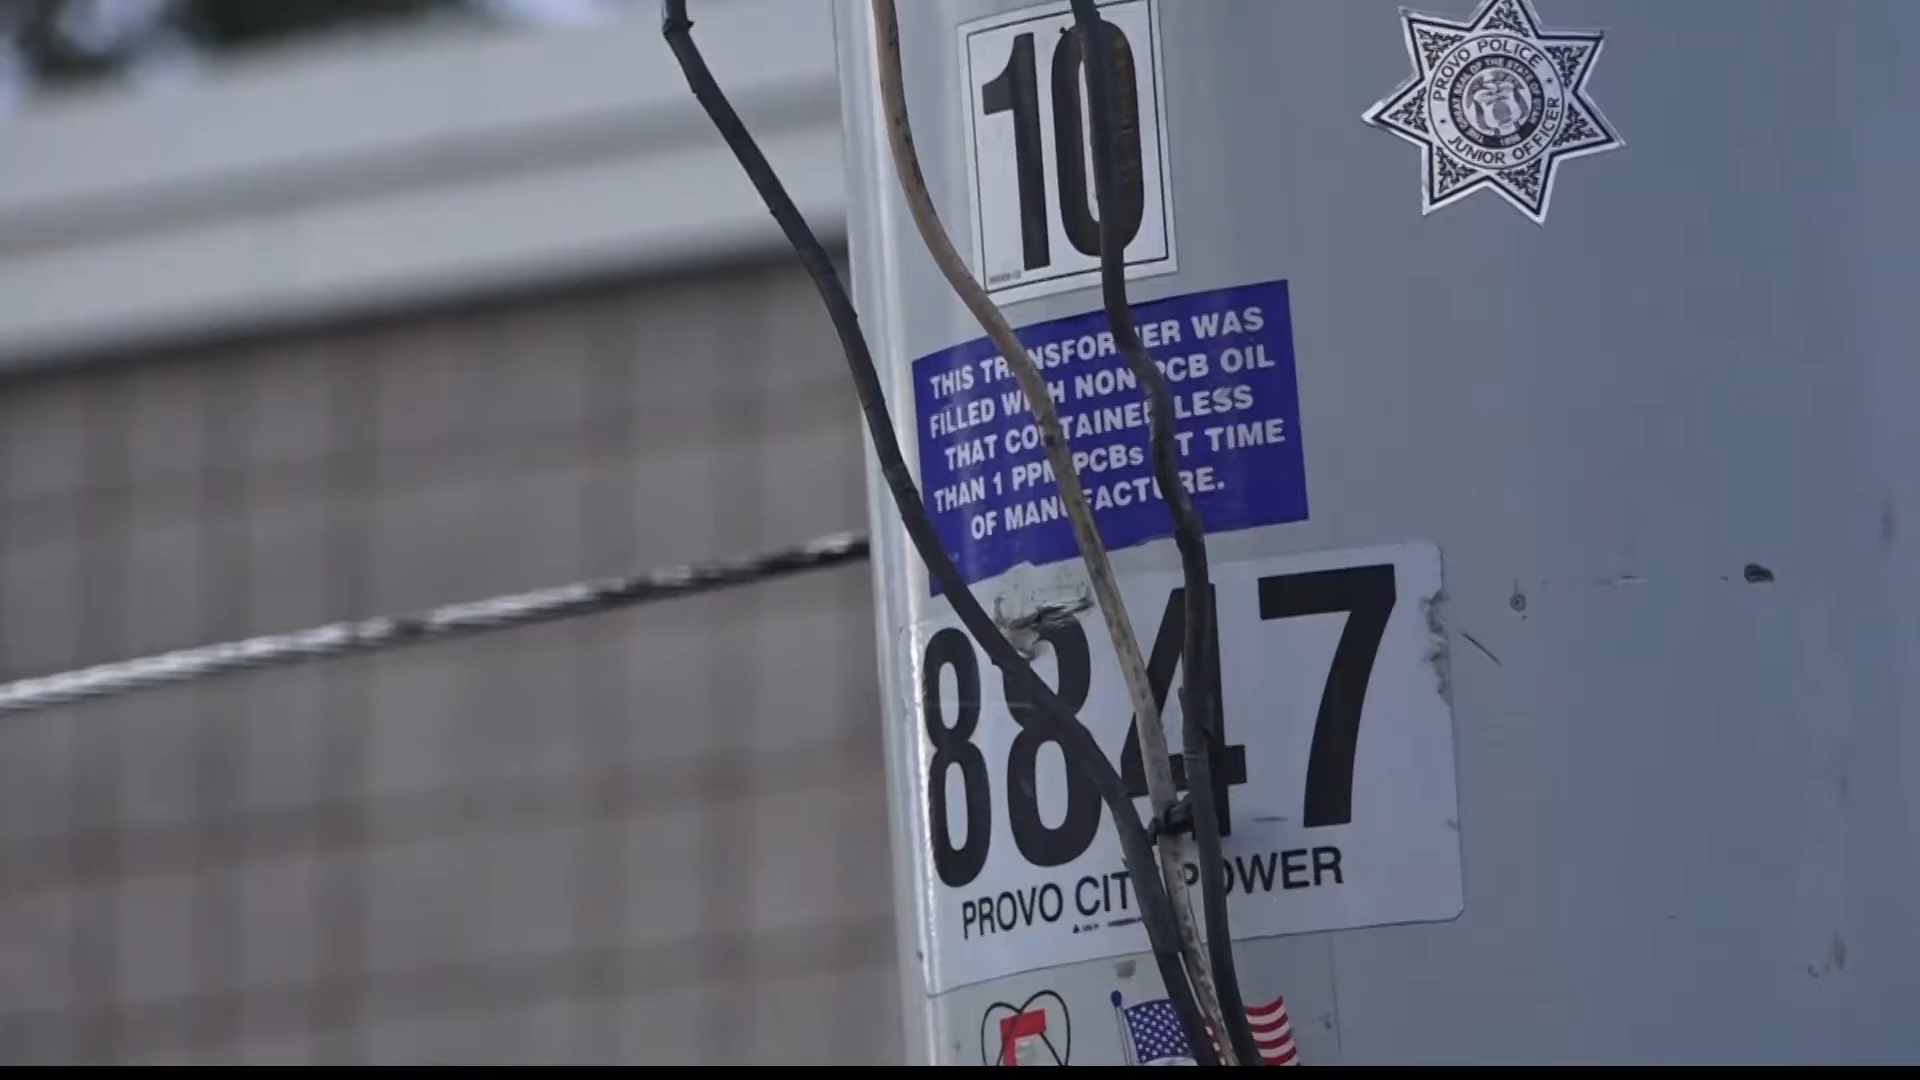 10
PROVO POLICE
JUNIOR OFFICER
THIS TRANSFORMER WAS
FILLED WITH NON-PCB OIL
THAT CONTAINED LESS
THAN 1 PPM PCBs AT TIME
OF MANUFACTURE.
8847
PROVO CITY POWER